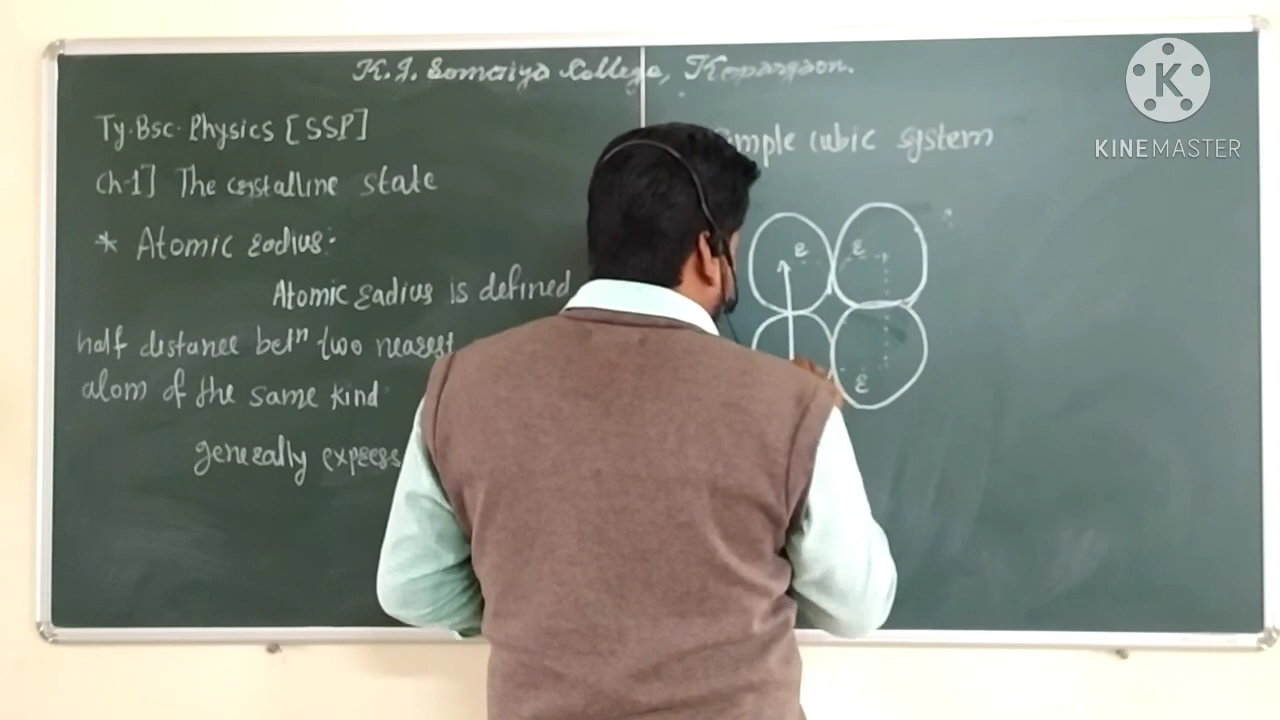 K.J. Somaiya College, Kopargaon.
Ty.Bsc. Physics [SSP]
Ch-1] The crystalline state
* Atomic radius:-
Atomic radius is defined
half distance betⁿ two nearest
atom of the same kind
generally express
simple cubic system
r r
r
K
KINEMASTER